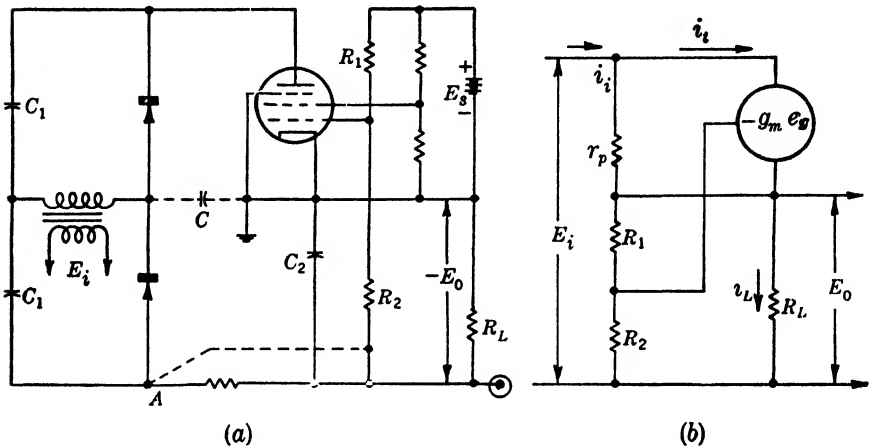 R1
E3
+
-
C1
C
Ei
C1
C2
-E0
R2
RL
A
(a)
it
ii
-gm eg
rp
Ei
R1
iL
RL
E0
R2
(b)